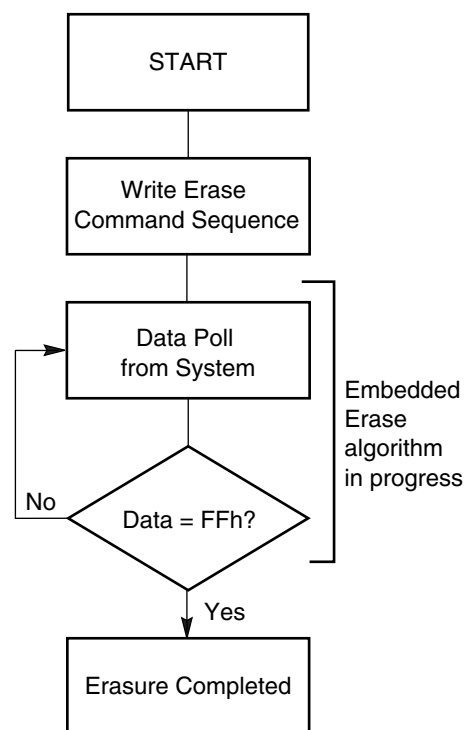 START
Write Erase
Command Sequence
Data Poll
from System
Embedded
Erase
algorithm
in progress
No
Data = FFh?
Yes
Erasure Completed